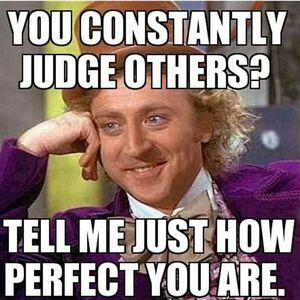 YOU CONSTANTLY
JUDGE OTHERS?
TELL ME JUST HOW
PERFECT YOU ARE.